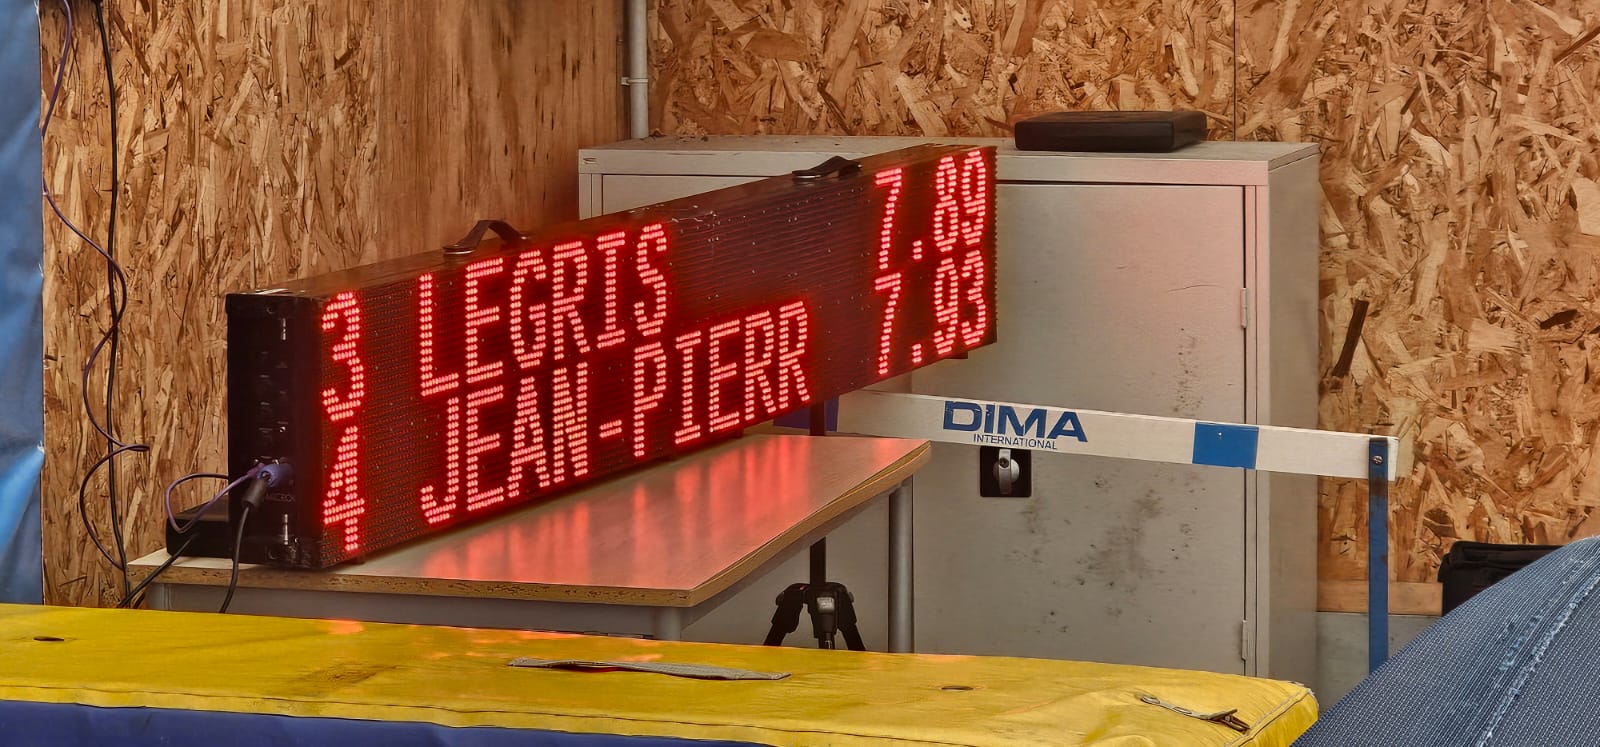 3 LEGRIS 7.89
4 JEAN-PIERR 7.93
DIMA
INTERNATIONAL